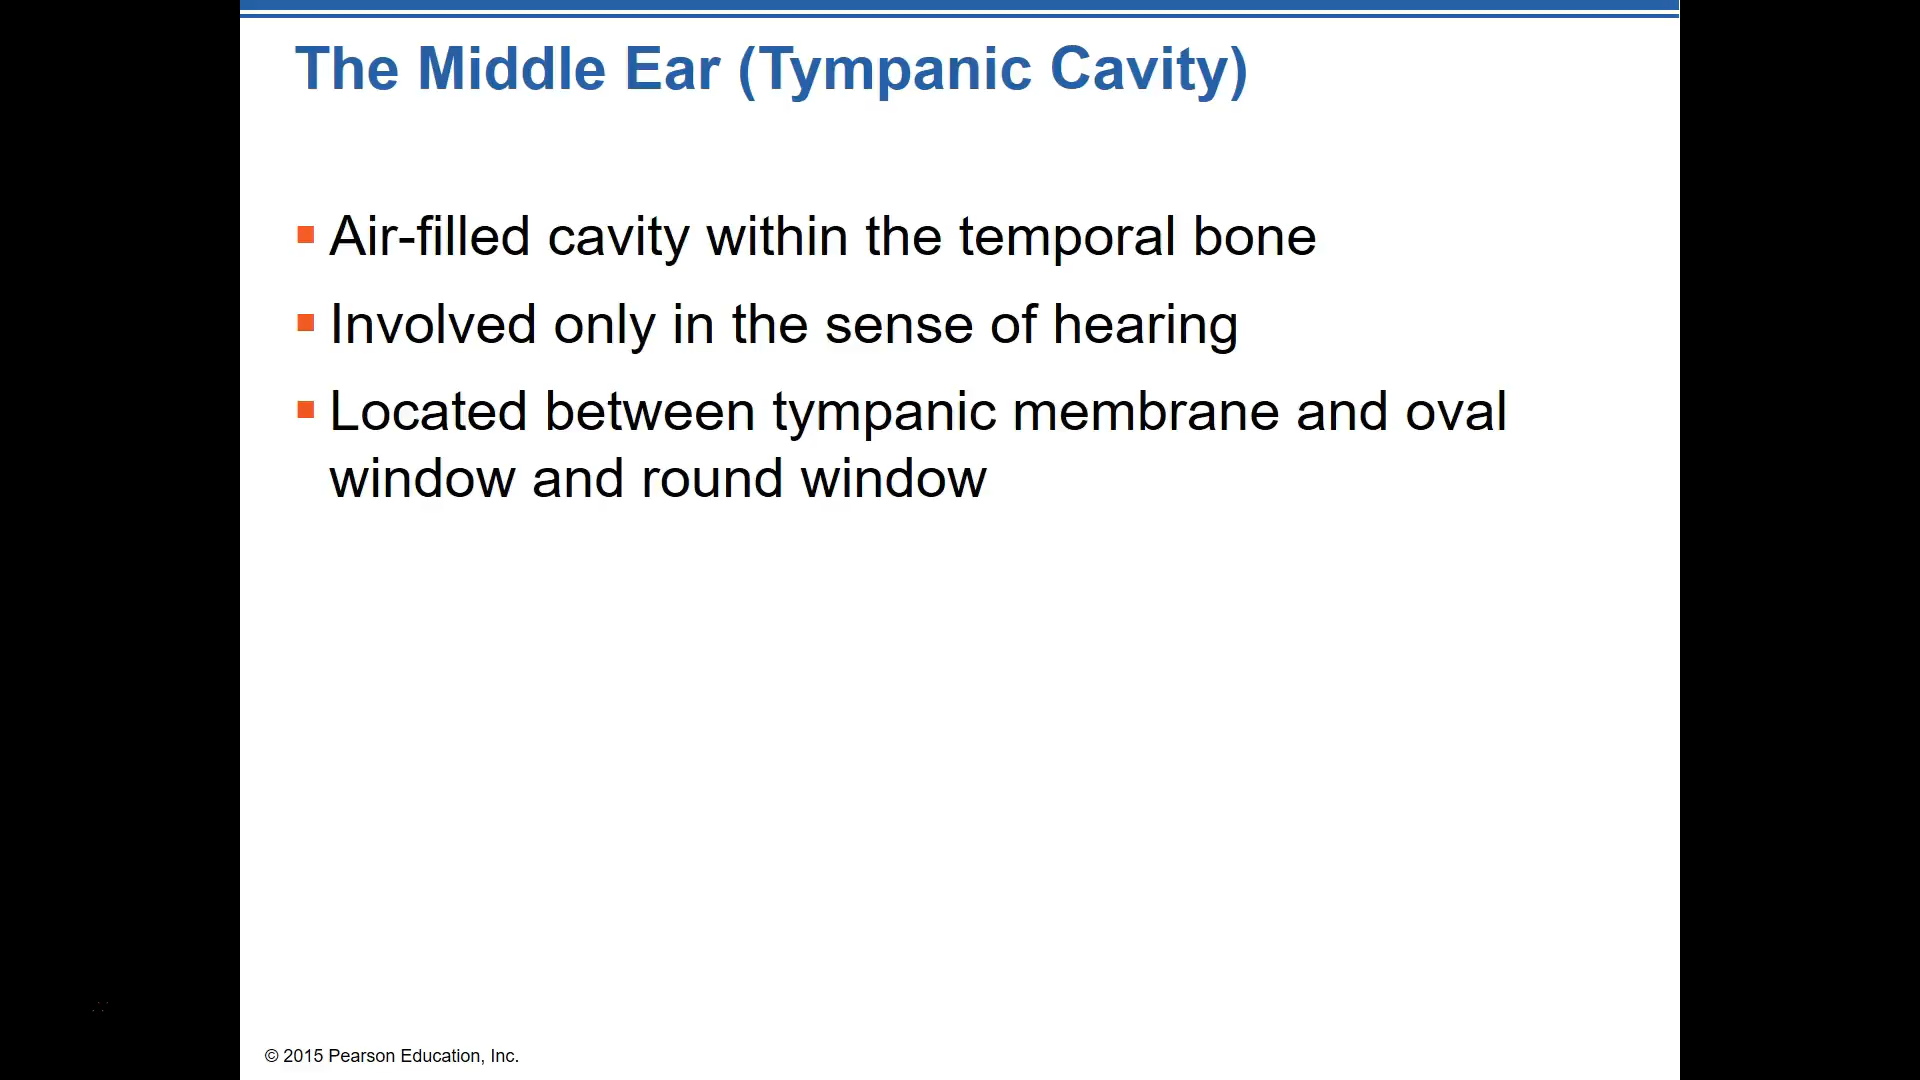 The Middle Ear (Tympanic Cavity)
Air-filled cavity within the temporal bone
Involved only in the sense of hearing
Located between tympanic membrane and oval
window and round window
© 2015 Pearson Education, Inc.